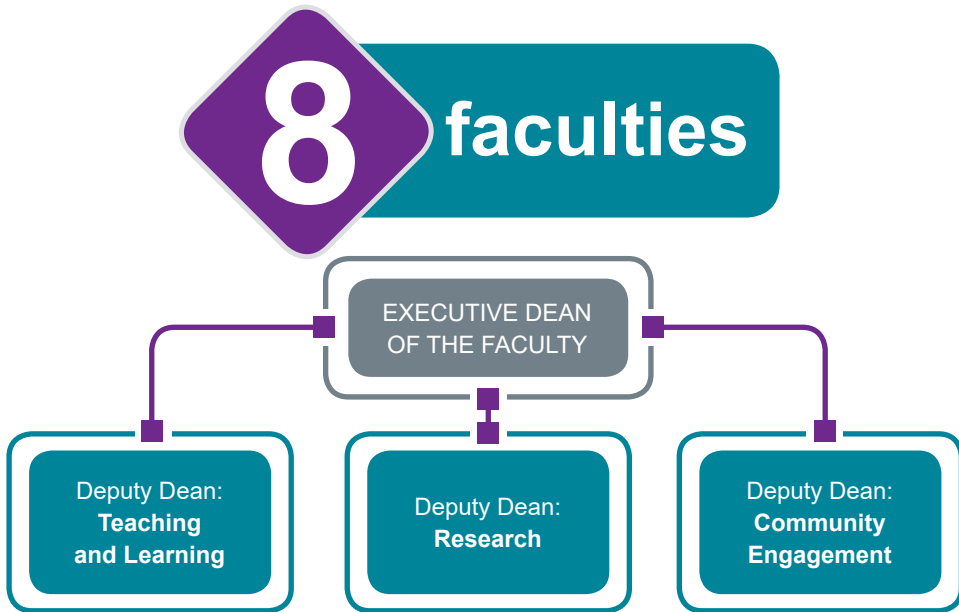 8 faculties
EXECUTIVE DEAN
OF THE FACULTY
Deputy Dean:
Teaching
and Learning
Deputy Dean:
Research
Deputy Dean:
Community
Engagement